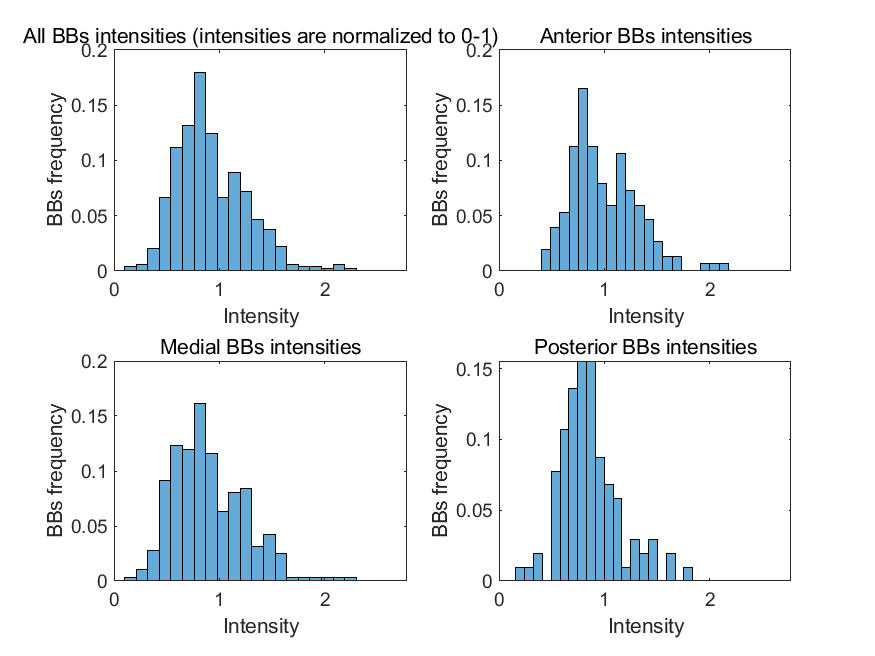 All BBs intensities (intensities are normalized to 0-1)
0.2
0.15
0.1
0.05
0
BBs frequency
0 1 2
Intensity
Anterior BBs intensities
0.2
0.15
0.1
0.05
0
BBs frequency
0 1 2
Intensity
Medial BBs intensities
0.2
0.15
0.1
0.05
0
BBs frequency
0 1 2
Intensity
Posterior BBs intensities
0.15
0.1
0.05
0
BBs frequency
0 1 2
Intensity